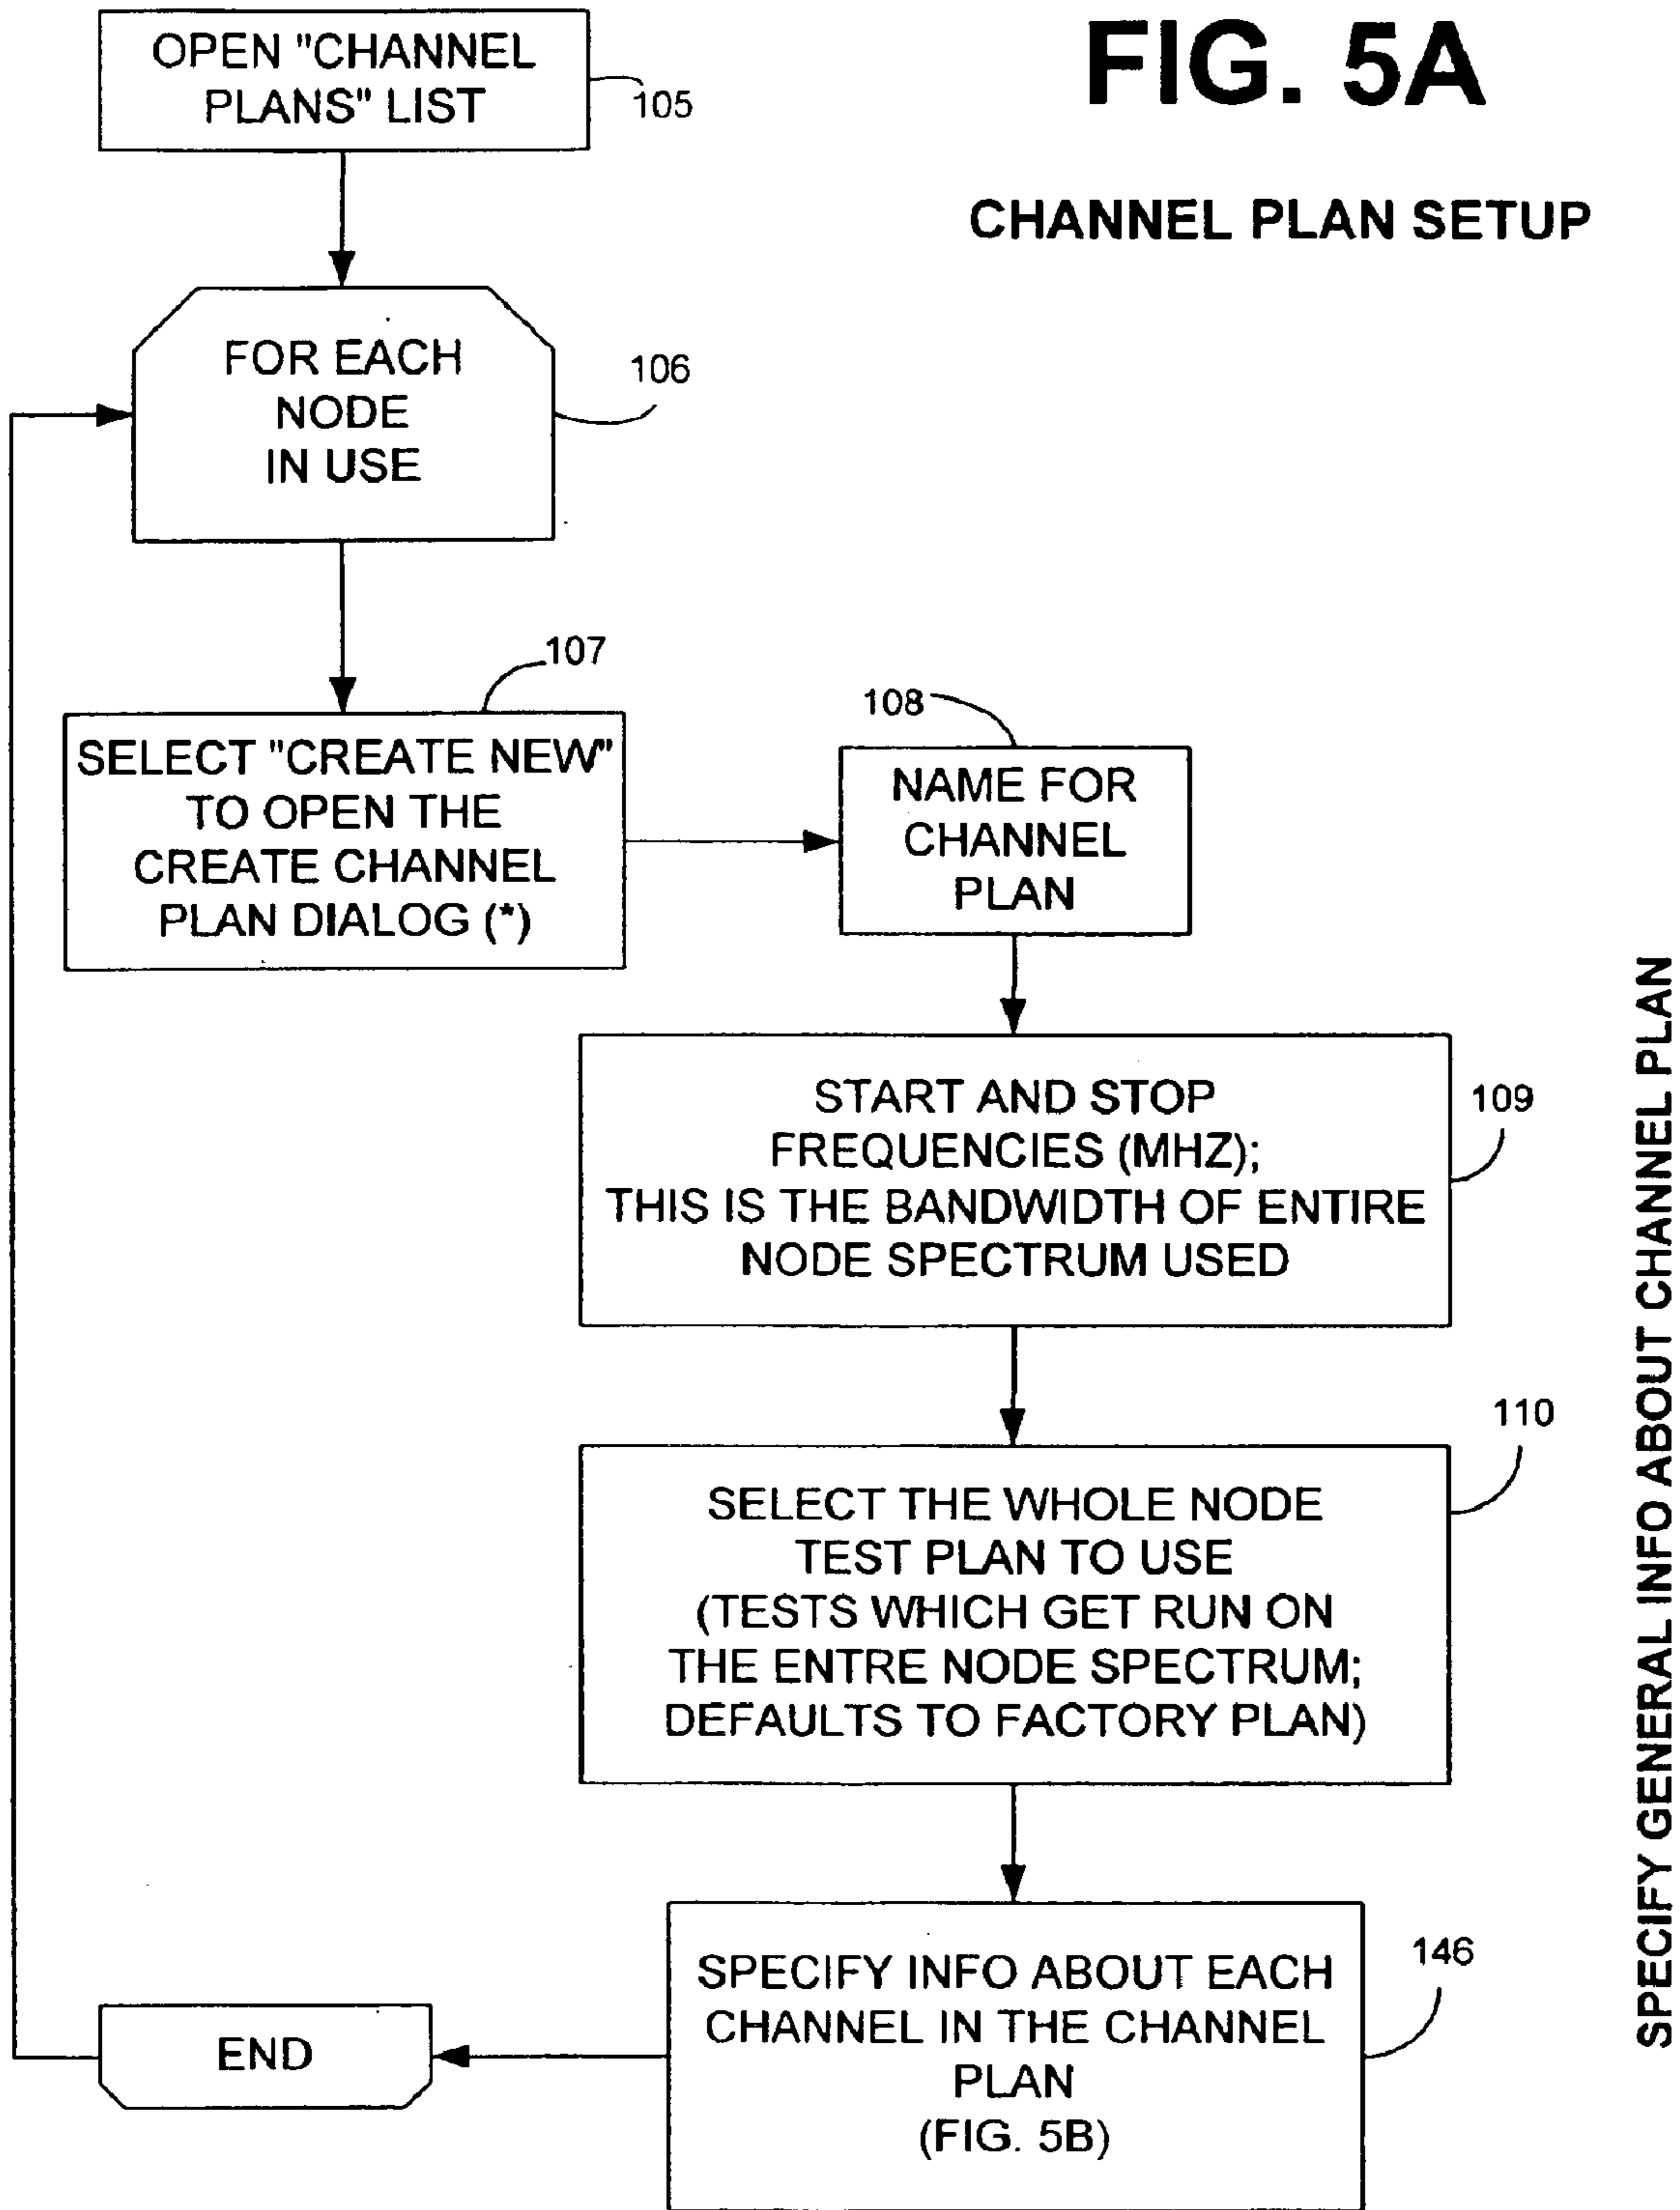 FIG. 5A
CHANNEL PLAN SETUP
OPEN "CHANNEL
PLANS" LIST
105
FOR EACH
NODE
IN USE
106
107
SELECT "CREATE NEW"
TO OPEN THE
CREATE CHANNEL
PLAN DIALOG (*)
108
NAME FOR
CHANNEL
PLAN
START AND STOP
FREQUENCIES (MHZ);
THIS IS THE BANDWIDTH OF ENTIRE
NODE SPECTRUM USED
109
SELECT THE WHOLE NODE
TEST PLAN TO USE
(TESTS WHICH GET RUN ON
THE ENTRE NODE SPECTRUM;
DEFAULTS TO FACTORY PLAN)
110
SPECIFY INFO ABOUT EACH
CHANNEL IN THE CHANNEL
PLAN
(FIG. 5B)
146
END
SPECIFY GENERAL INFO ABOUT CHANNEL PLAN